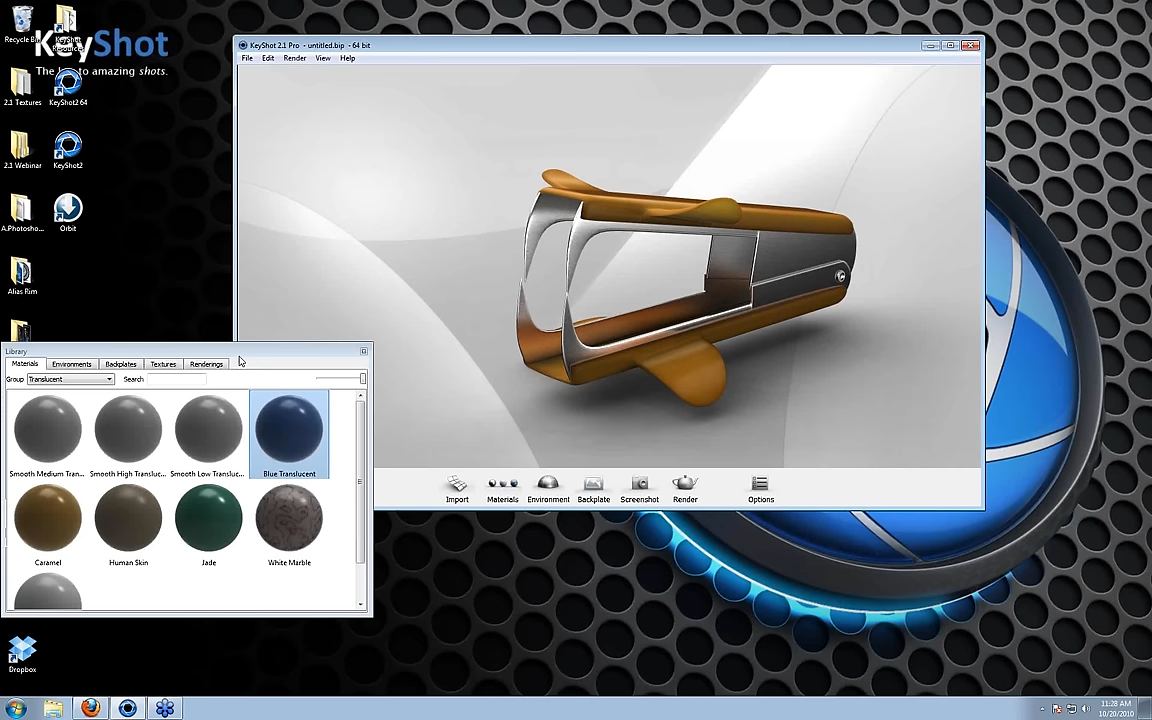 Recycle Bin
KeyShot
KeyShot
The key to amazing shots.
2.1 Textures
KeyShot2 64
2.1 Webinar
KeyShot2
A.Photosho...
Orbit
Alias Rim
Dropbox
KeyShot 2.1 Pro - untitled.bip - 64 bit
File Edit Render View Help
Import Materials Environment Backplate Screenshot Render Options
Library
Materials Environments Backplates Textures Renderings
Group Translucent Search
Smooth Medium Tran... Smooth High Transluc... Smooth Low Transluc... Blue Translucent
Caramel Human Skin Jade White Marble
11:28 AM
10/20/2010